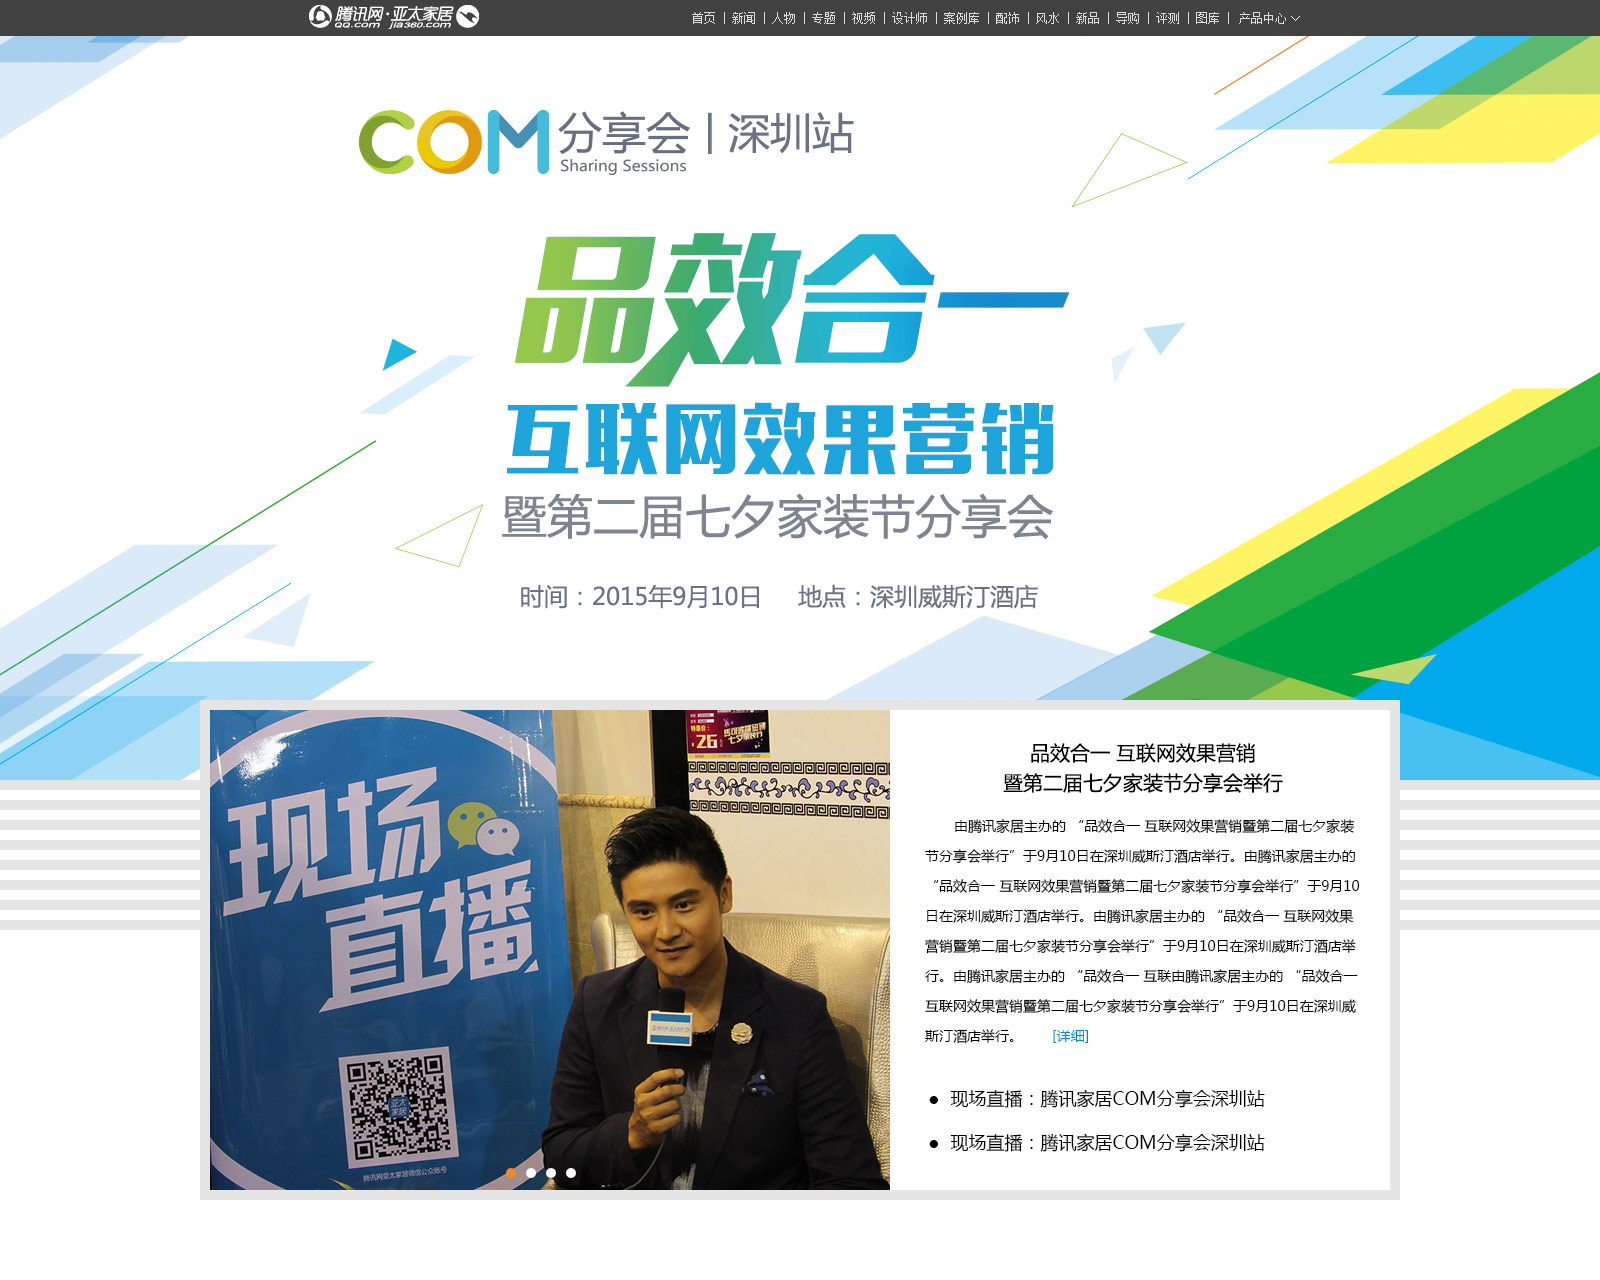 腾讯网·亚太家居
QQ.com jia360.com
首页 | 新闻 | 人物 | 专题 | 视频 | 设计师 | 案例库 | 配饰 | 风水 | 新品 | 导购 | 评测 | 图库 | 产品中心
COM 分享会 | 深圳站
Sharing Sessions
品效合一
互联网效果营销
暨第二届七夕家装节分享会
时间：2015年9月10日 地点：深圳威斯汀酒店
26
现场
直播
亚太
家居
腾讯网亚太家居微信公众账号
品效合一 互联网效果营销
暨第二届七夕家装节分享会举行
由腾讯家居主办的 “品效合一 互联网效果营销暨第二届七夕家装
节分享会举行”于9月10日在深圳威斯汀酒店举行。由腾讯家居主办的
“品效合一 互联网效果营销暨第二届七夕家装节分享会举行”于9月10
日在深圳威斯汀酒店举行。由腾讯家居主办的 “品效合一 互联网效果
营销暨第二届七夕家装节分享会举行”于9月10日在深圳威斯汀酒店举
行。由腾讯家居主办的 “品效合一 互联由腾讯家居主办的 “品效合一
互联网效果营销暨第二届七夕家装节分享会举行”于9月10日在深圳威
斯汀酒店举行。 [详细]
● 现场直播：腾讯家居COM分享会深圳站
● 现场直播：腾讯家居COM分享会深圳站